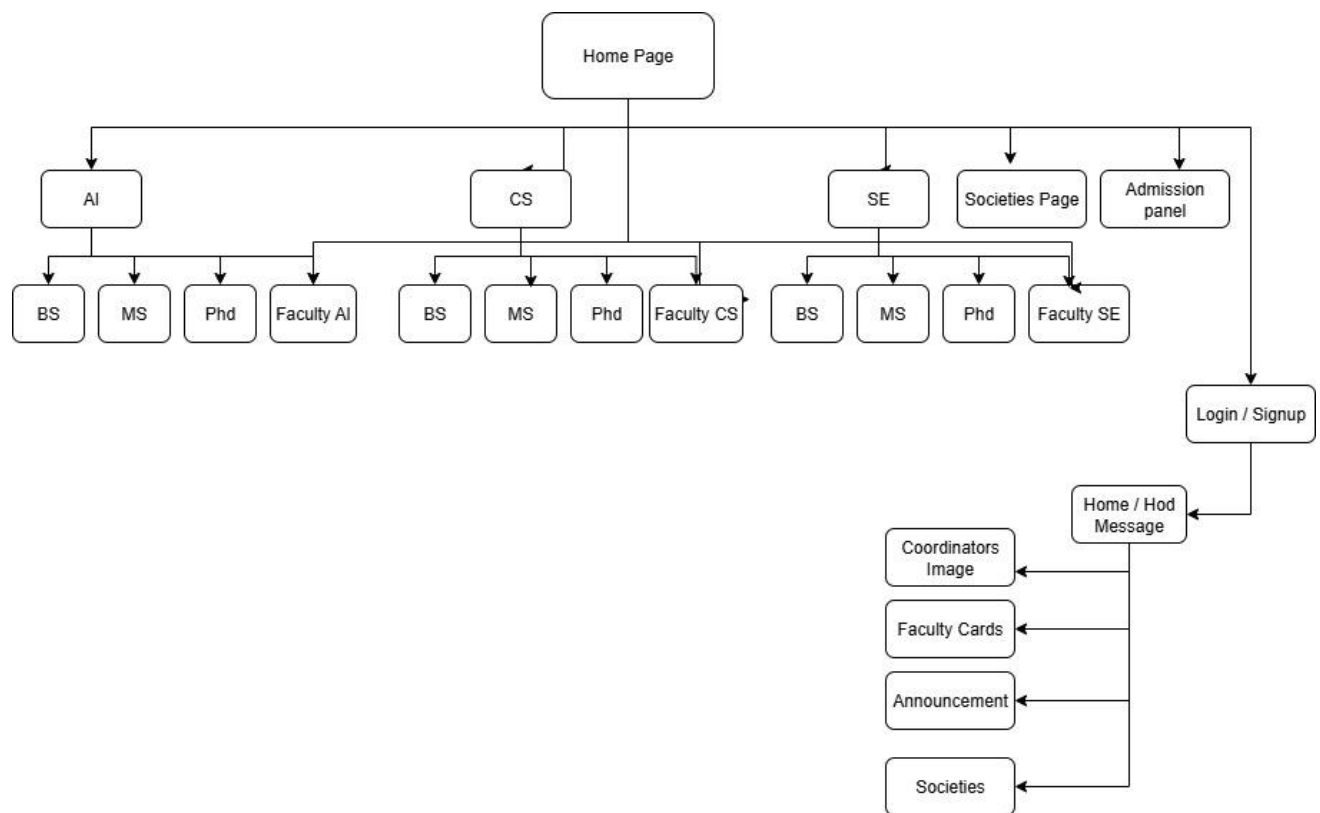 Home Page
AI
CS
SE
Societies Page
Admission
panel
BS
MS
Phd
Faculty AI
BS
MS
Phd
Faculty CS
BS
MS
Phd
Faculty SE
Login / Signup
Home / Hod
Message
Coordinators
Image
Faculty Cards
Announcement
Societies